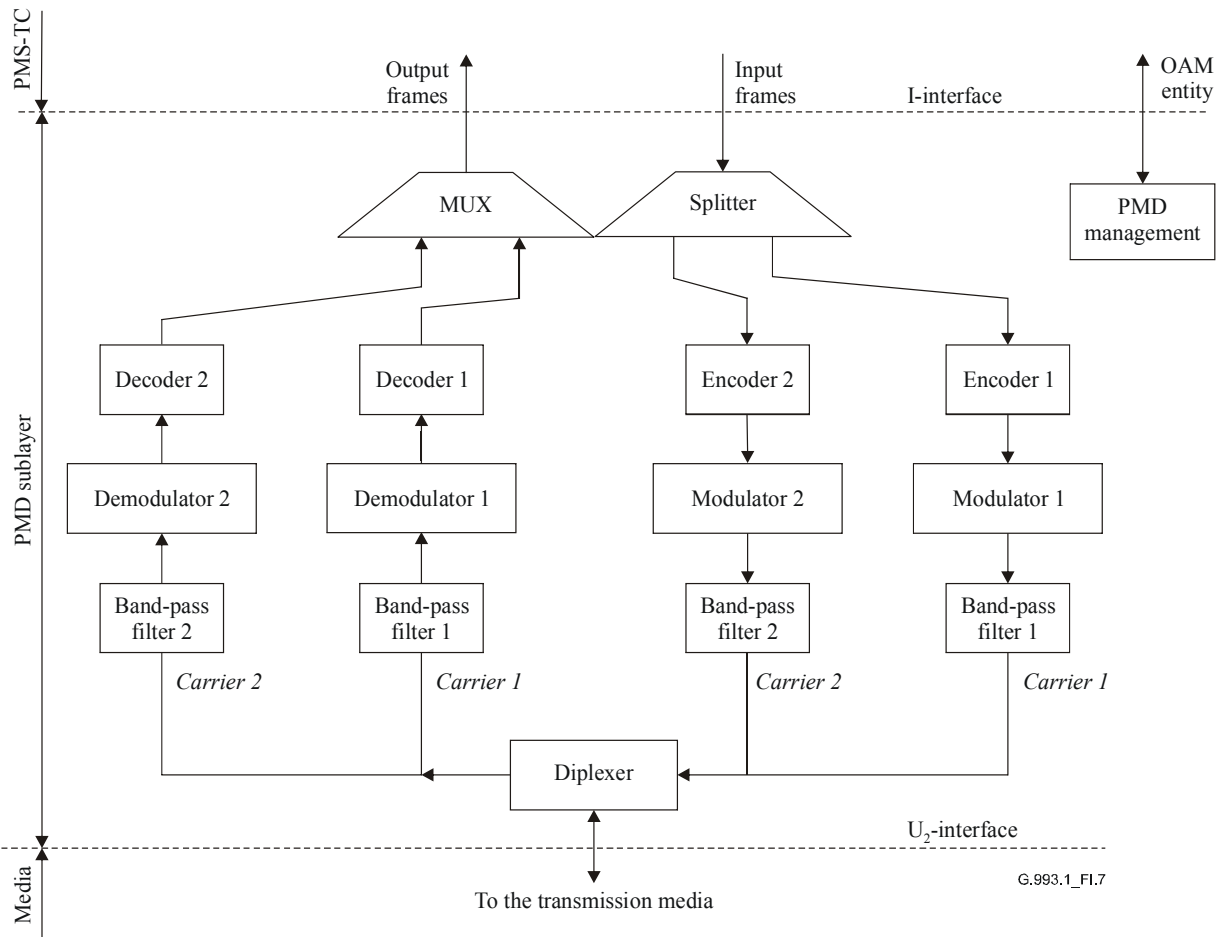 PMS-TC
Output
frames
Input
frames
OAM
entity
I-interface
MUX
Splitter
PMD
management
Decoder 2
Decoder 1
Encoder 2
Encoder 1
PMD sublayer
Demodulator 2
Demodulator 1
Modulator 2
Modulator 1
Band-pass
filter 2
Band-pass
filter 1
Band-pass
filter 2
Band-pass
filter 1
Carrier 2
Carrier 1
Carrier 2
Carrier 1
Diplexer
U₂-interface
Media
To the transmission media
G.993.1_FI.7